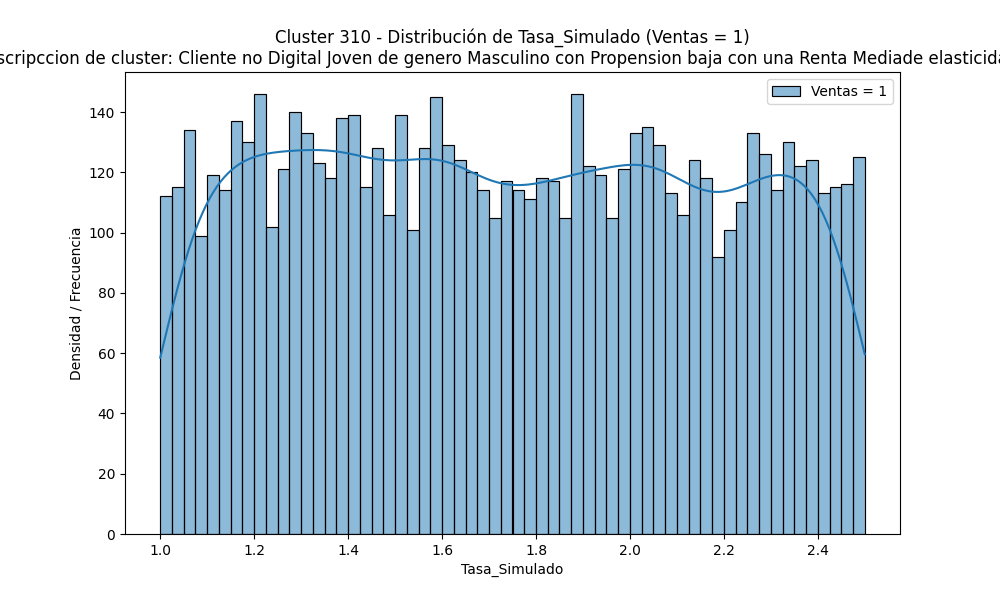 Cluster 310 - Distribución de Tasa_Simulado (Ventas = 1)
scripccion de cluster: Cliente no Digital Joven de genero Masculino con Propension baja con una Renta Mediade elasticida
Ventas = 1
Densidad / Frecuencia
140
120
100
80
60
40
20
0
1.0 1.2 1.4 1.6 1.8 2.0 2.2 2.4
Tasa_Simulado